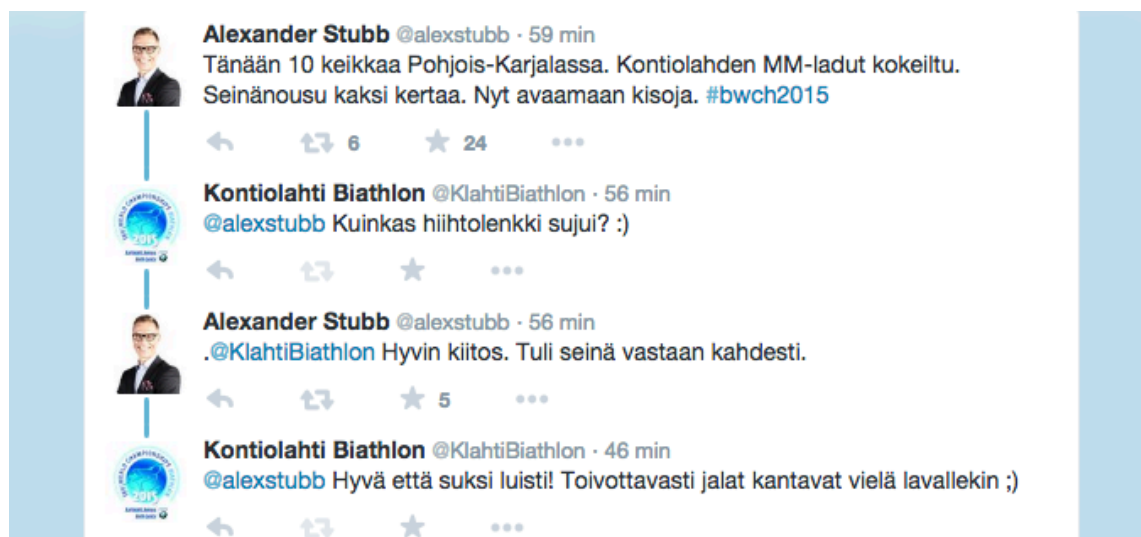 Alexander Stubb @alexstubb · 59 min
Tänään 10 keikkaa Pohjois-Karjalassa. Kontiolahden MM-ladut kokeiltu.
Seinänousu kaksi kertaa. Nyt avaamaan kisoja. #bwch2015
6 24
Kontiolahti Biathlon @KlahtiBiathlon · 56 min
@alexstubb Kuinkas hiihtolenkki sujui? :)
Alexander Stubb @alexstubb · 56 min
.@KlahtiBiathlon Hyvin kiitos. Tuli seinä vastaan kahdesti.
5
Kontiolahti Biathlon @KlahtiBiathlon · 46 min
@alexstubb Hyvä että suksi luisti! Toivottavasti jalat kantavat vielä lavallekin ;)
2015
2015